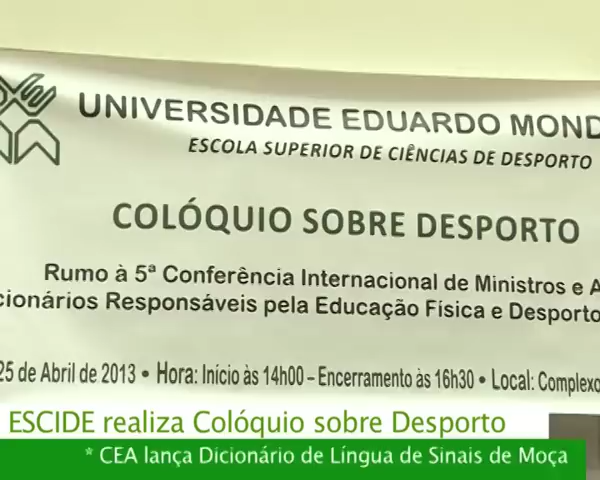 UNIVERSIDADE EDUARDO MOND
ESCOLA SUPERIOR DE CIÊNCIAS DE DESPORTO
COLÓQUIO SOBRE DESPORTO
Rumo à 5ª Conferência Internacional de Ministros e A
cionários Responsáveis pela Educação Física e Desporto
25 de Abril de 2013 • Hora: Início às 14h00 – Encerramento às 16h30 • Local: Complexo
ESCIDE realiza Colóquio sobre Desporto
* CEA lança Dicionário de Língua de Sinais de Moça